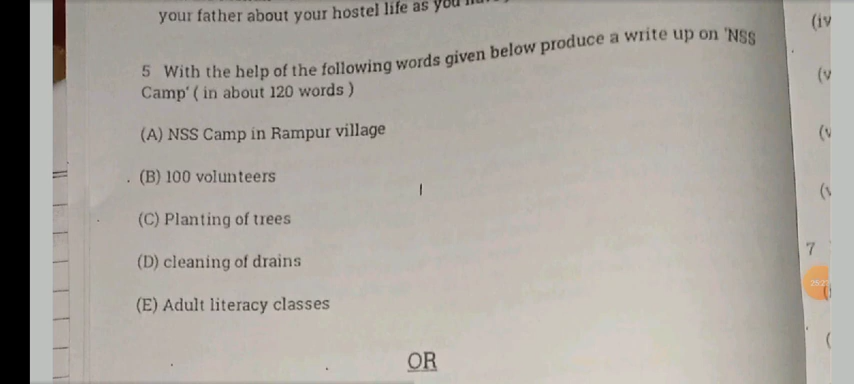 your father about your hostel life as you
(iv
5 With the help of the following words given below produce a write up on 'NSS
Camp' ( in about 120 words )
(v
(A) NSS Camp in Rampur village
(v
(B) 100 volunteers
(v
(C) Planting of trees
7
(D) cleaning of drains
(E) Adult literacy classes
OR